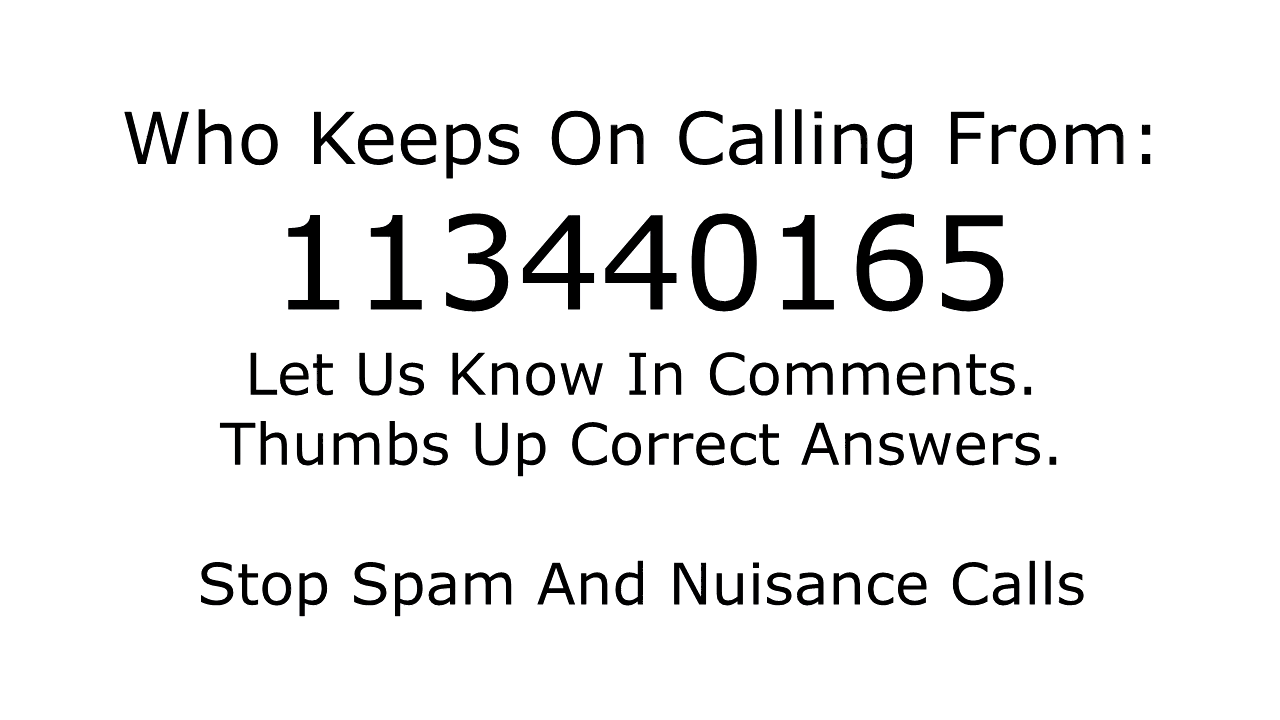 Who Keeps On Calling From:
113440165
Let Us Know In Comments.
Thumbs Up Correct Answers.
Stop Spam And Nuisance Calls